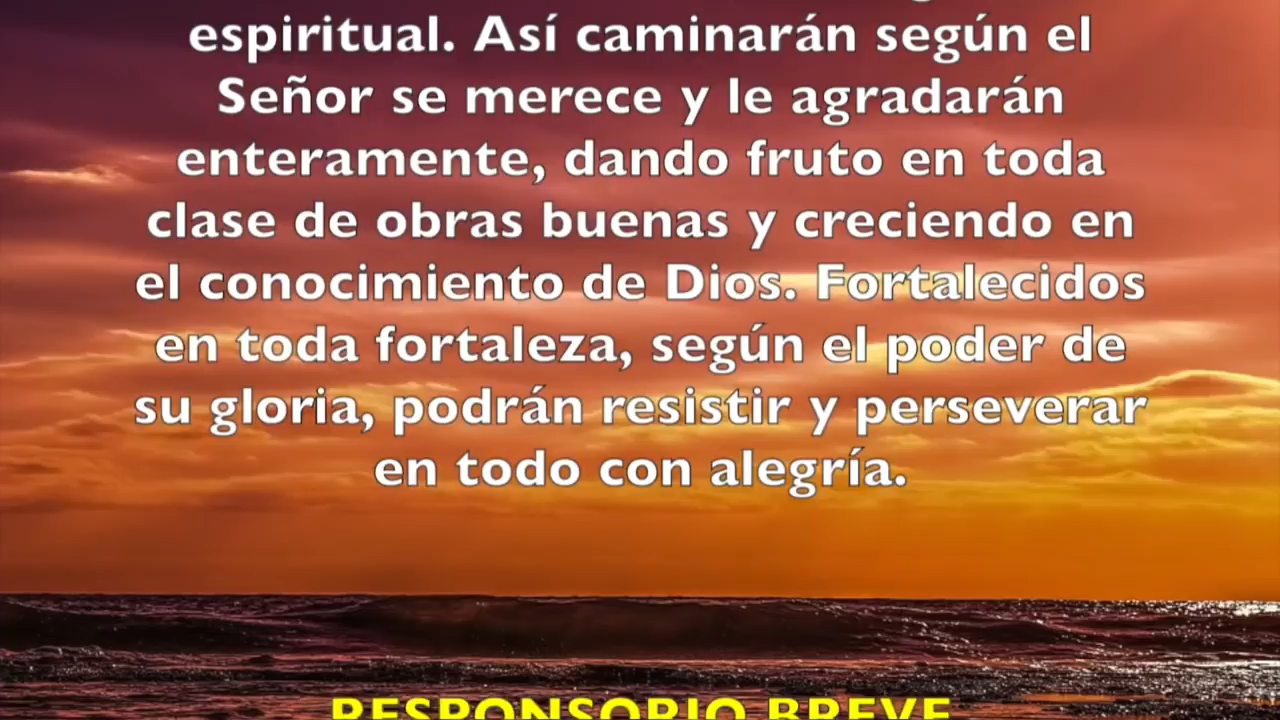 espiritual. Así caminarán según el
Señor se merece y le agradarán
enteramente, dando fruto en toda
clase de obras buenas y creciendo en
el conocimiento de Dios. Fortalecidos
en toda fortaleza, según el poder de
su gloria, podrán resistir y perseverar
en todo con alegría.
RESPONSORIO BREVE